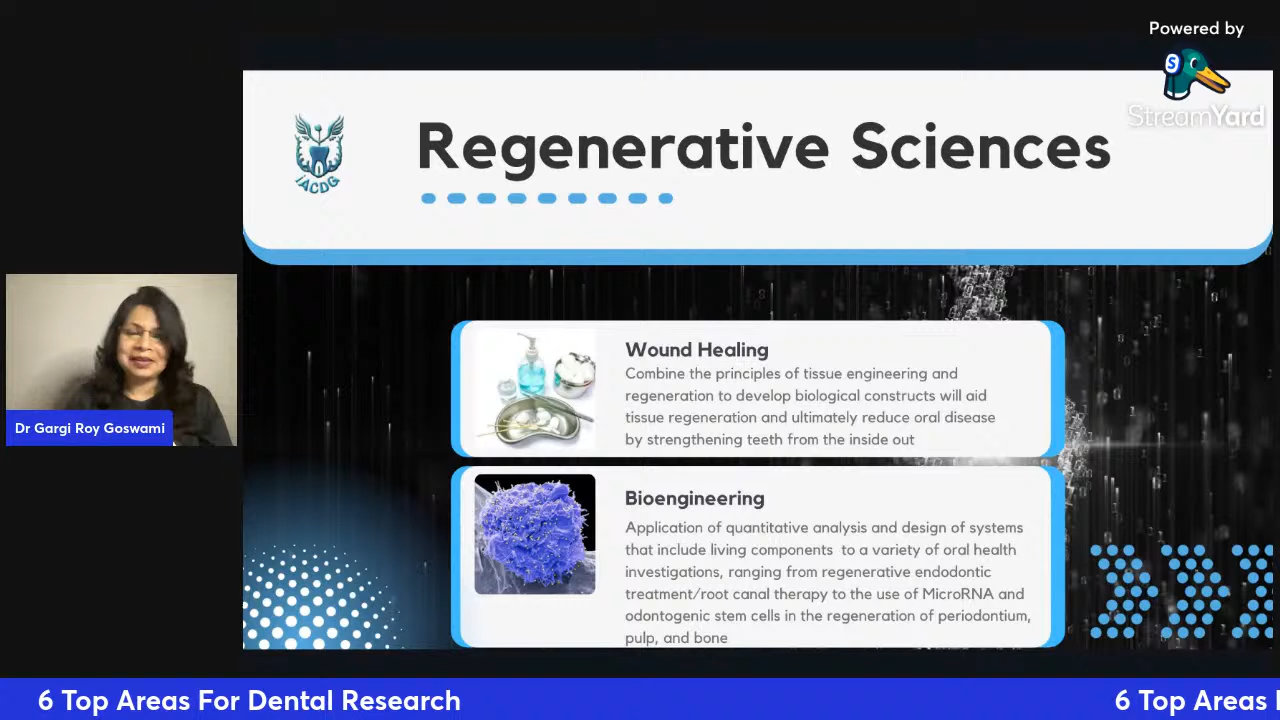 Powered by
S
StreamYard
iACDG
Regenerative Sciences
Wound Healing
Combine the principles of tissue engineering and
regeneration to develop biological constructs will aid
tissue regeneration and ultimately reduce oral disease
by strengthening teeth from the inside out
Dr Gargi Roy Goswami
Bioengineering
Application of quantitative analysis and design of systems
that include living components to a variety of oral health
investigations, ranging from regenerative endodontic
treatment/root canal therapy to the use of MicroRNA and
odontogenic stem cells in the regeneration of periodontium,
pulp, and bone
6 Top Areas For Dental Research
6 Top Areas